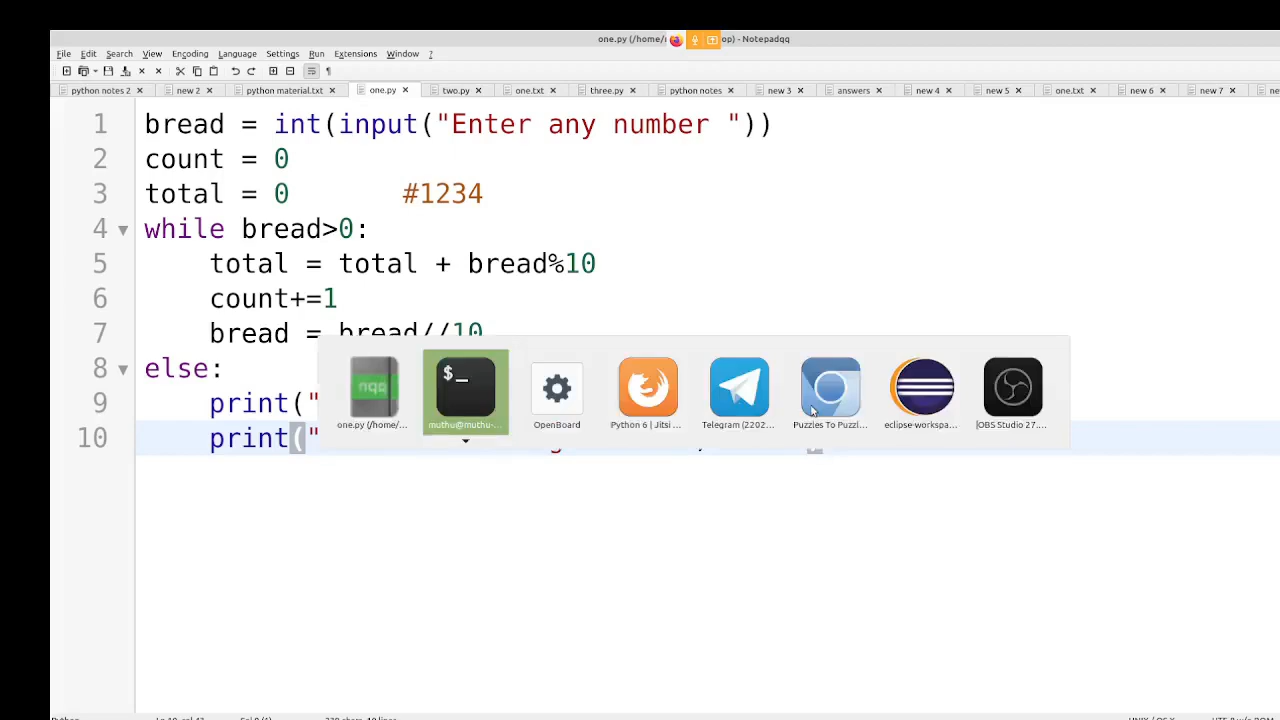 one.py (/home/ op) - Notepadqq
File Edit Search View Encoding Language Settings Run Extensions Window ?
python notes 2 new 2 python material.txt one.py two.py one.txt three.py python notes new 3 answers new 4 new 5 one.txt new 6 new 7
1 bread = int(input("Enter any number "))
2 count = 0
3 total = 0 #1234
4 while bread>0:
5 total = total + bread%10
6 count+=1
7 bread = bread//10
8 else:
9 print("
10 print("
nqq
$_
one.py (/home/... muthu@muthu-... OpenBoard Python 6 | Jitsi ... Telegram (2202... Puzzles To Puzzl... eclipse-workspa... |OBS Studio 27....